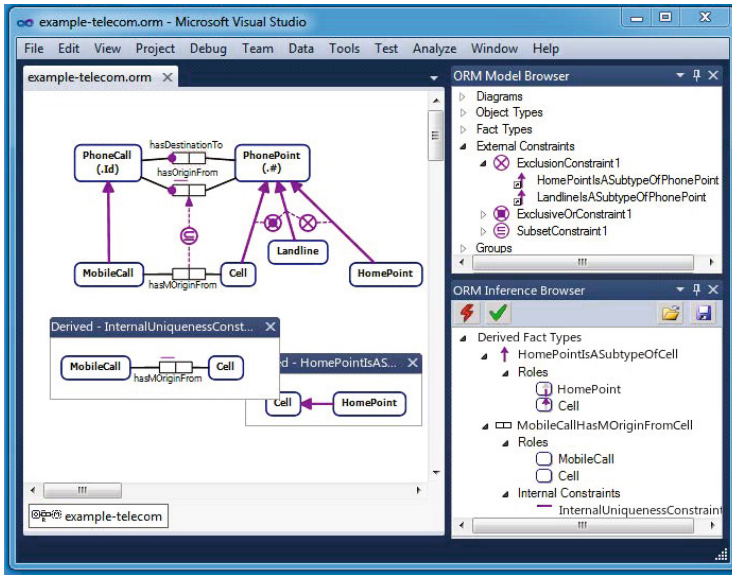 example-telecom.orm - Microsoft Visual Studio
File Edit View Project Debug Team Data Tools Test Analyze Window Help
example-telecom.orm
PhoneCall
(.Id)
hasDestinationTo
hasOriginFrom
PhonePoint
(.#)
Landline
MobileCall
hasMOriginFrom
Cell
HomePoint
Derived - InternalUniquenessConst...
MobileCall
hasMOriginFrom
Cell
ed - HomePointIsAS...
Cell
HomePoint
example-telecom
ORM Model Browser
Diagrams
Object Types
Fact Types
External Constraints
ExclusionConstraint1
HomePointIsASubtypeOfPhonePoint
LandlineIsASubtypeOfPhonePoint
ExclusiveOrConstraint1
SubsetConstraint1
Groups
ORM Inference Browser
Derived Fact Types
HomePointIsASubtypeOfCell
Roles
HomePoint
Cell
MobileCallHasMOriginFromCell
Roles
MobileCall
Cell
Internal Constraints
InternalUniquenessConstraint